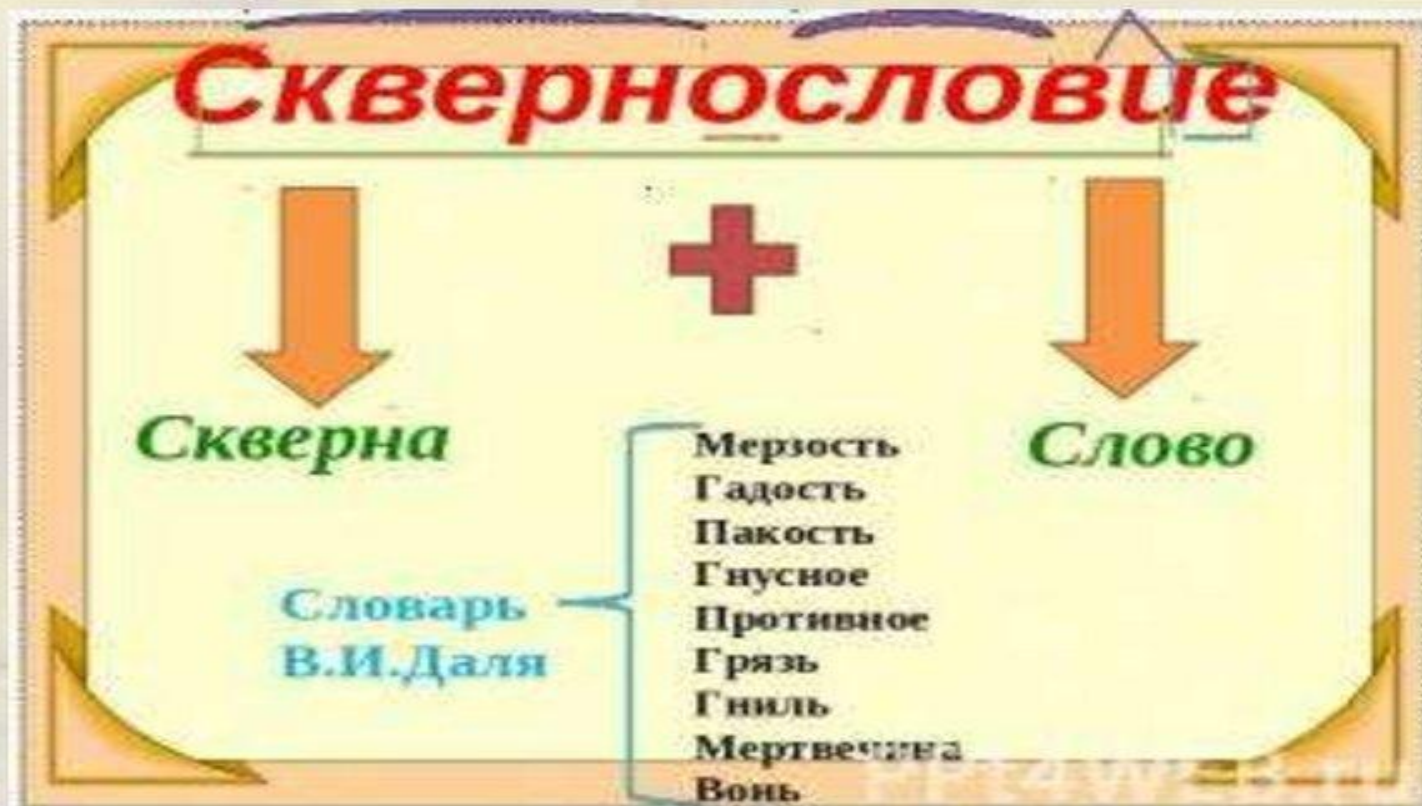 Сквернословие
Скверна
Слово
Словарь
В.И.Даля
Мерзость
Гадость
Пакость
Гнусное
Противное
Грязь
Гниль
Мертвечина
Вонь